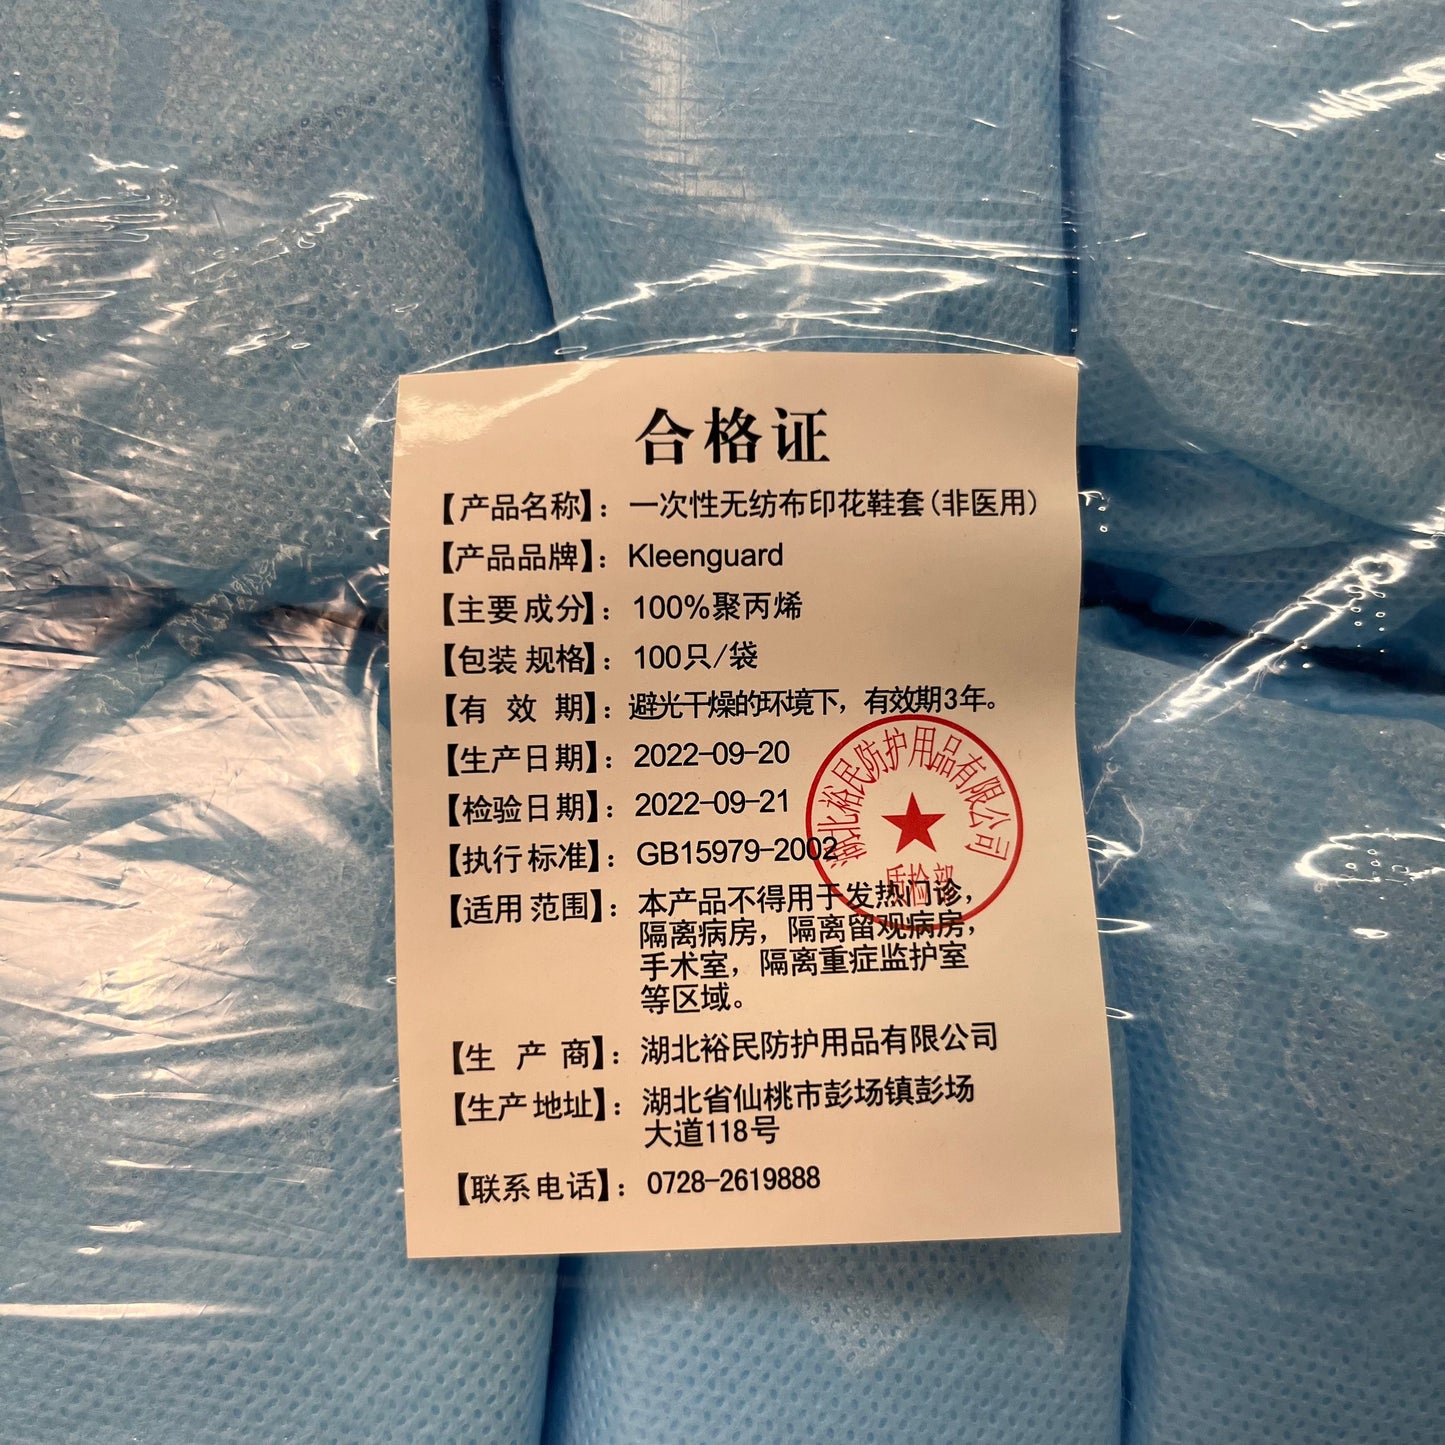 合格证
【产品名称】：一次性无纺布印花鞋套(非医用)
【产品品牌】：Kleenguard
【主要成分】：100%聚丙烯
【包装规格】：100只/袋
【有效期】：避光干燥的环境下，有效期3年。
【生产日期】：2022-09-20
【检验日期】：2022-09-21
【执行标准】：GB15979-2002
【适用范围】：本产品不得用于发热门诊，
隔离病房，隔离留观病房，
手术室，隔离重症监护室
等区域。
【生产商】：湖北裕民防护用品有限公司
【生产地址】：湖北省仙桃市彭场镇彭场
大道118号
【联系电话】：0728-2619888
湖北裕民防护用品有限公司
质检部